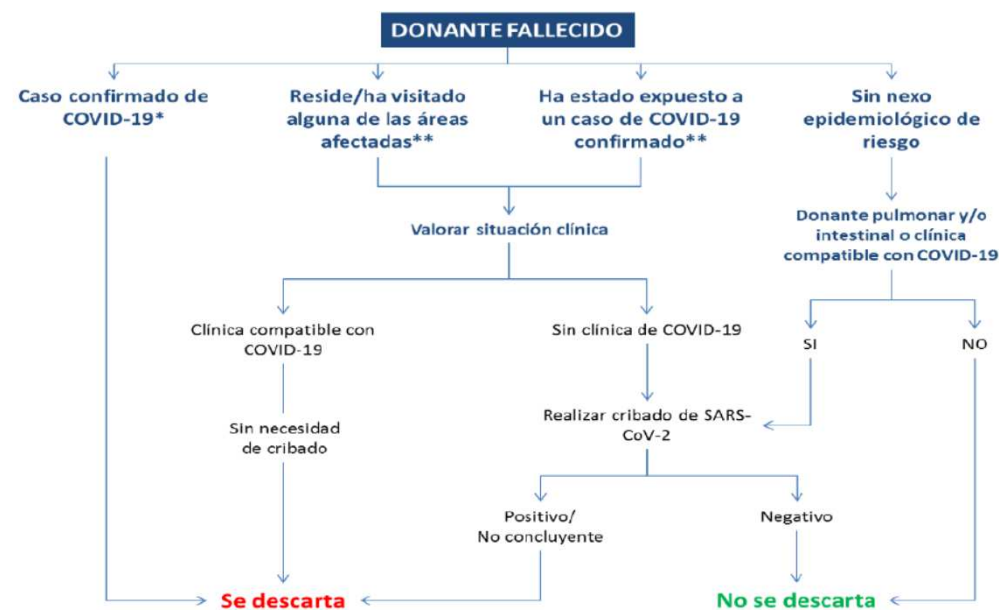 DONANTE FALLECIDO
Caso confirmado de
COVID-19*
Reside/ha visitado
alguna de las áreas
afectadas**
Ha estado expuesto a
un caso de COVID-19
confirmado**
Sin nexo
epidemiológico de
riesgo
Valorar situación clínica
Donante pulmonar y/o
intestinal o clínica
compatible con COVID-19
Clínica compatible con
COVID-19
Sin clínica de COVID-19
SI
NO
Sin necesidad
de cribado
Realizar cribado de SARS-
CoV-2
Positivo/
No concluyente
Negativo
Se descarta
No se descarta